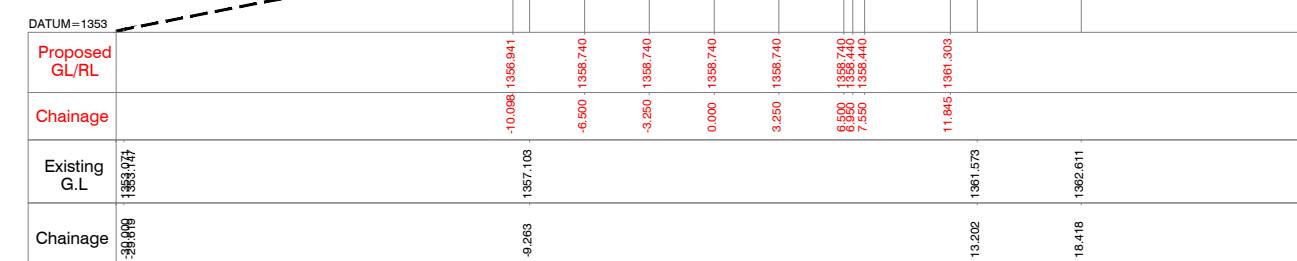 DATUM=1353
Proposed
GL/RL
1356.941 1358.740 1358.740 1358.740 1358.740 1358.740 1358.440 1358.440 1361.303
Chainage
-10.098 -6.500 -3.250 0.000 3.250 6.500 6.950 7.550 11.845
Existing
G.L
1357.103 1361.573 1362.611
Chainage
-9.263 13.202 18.418